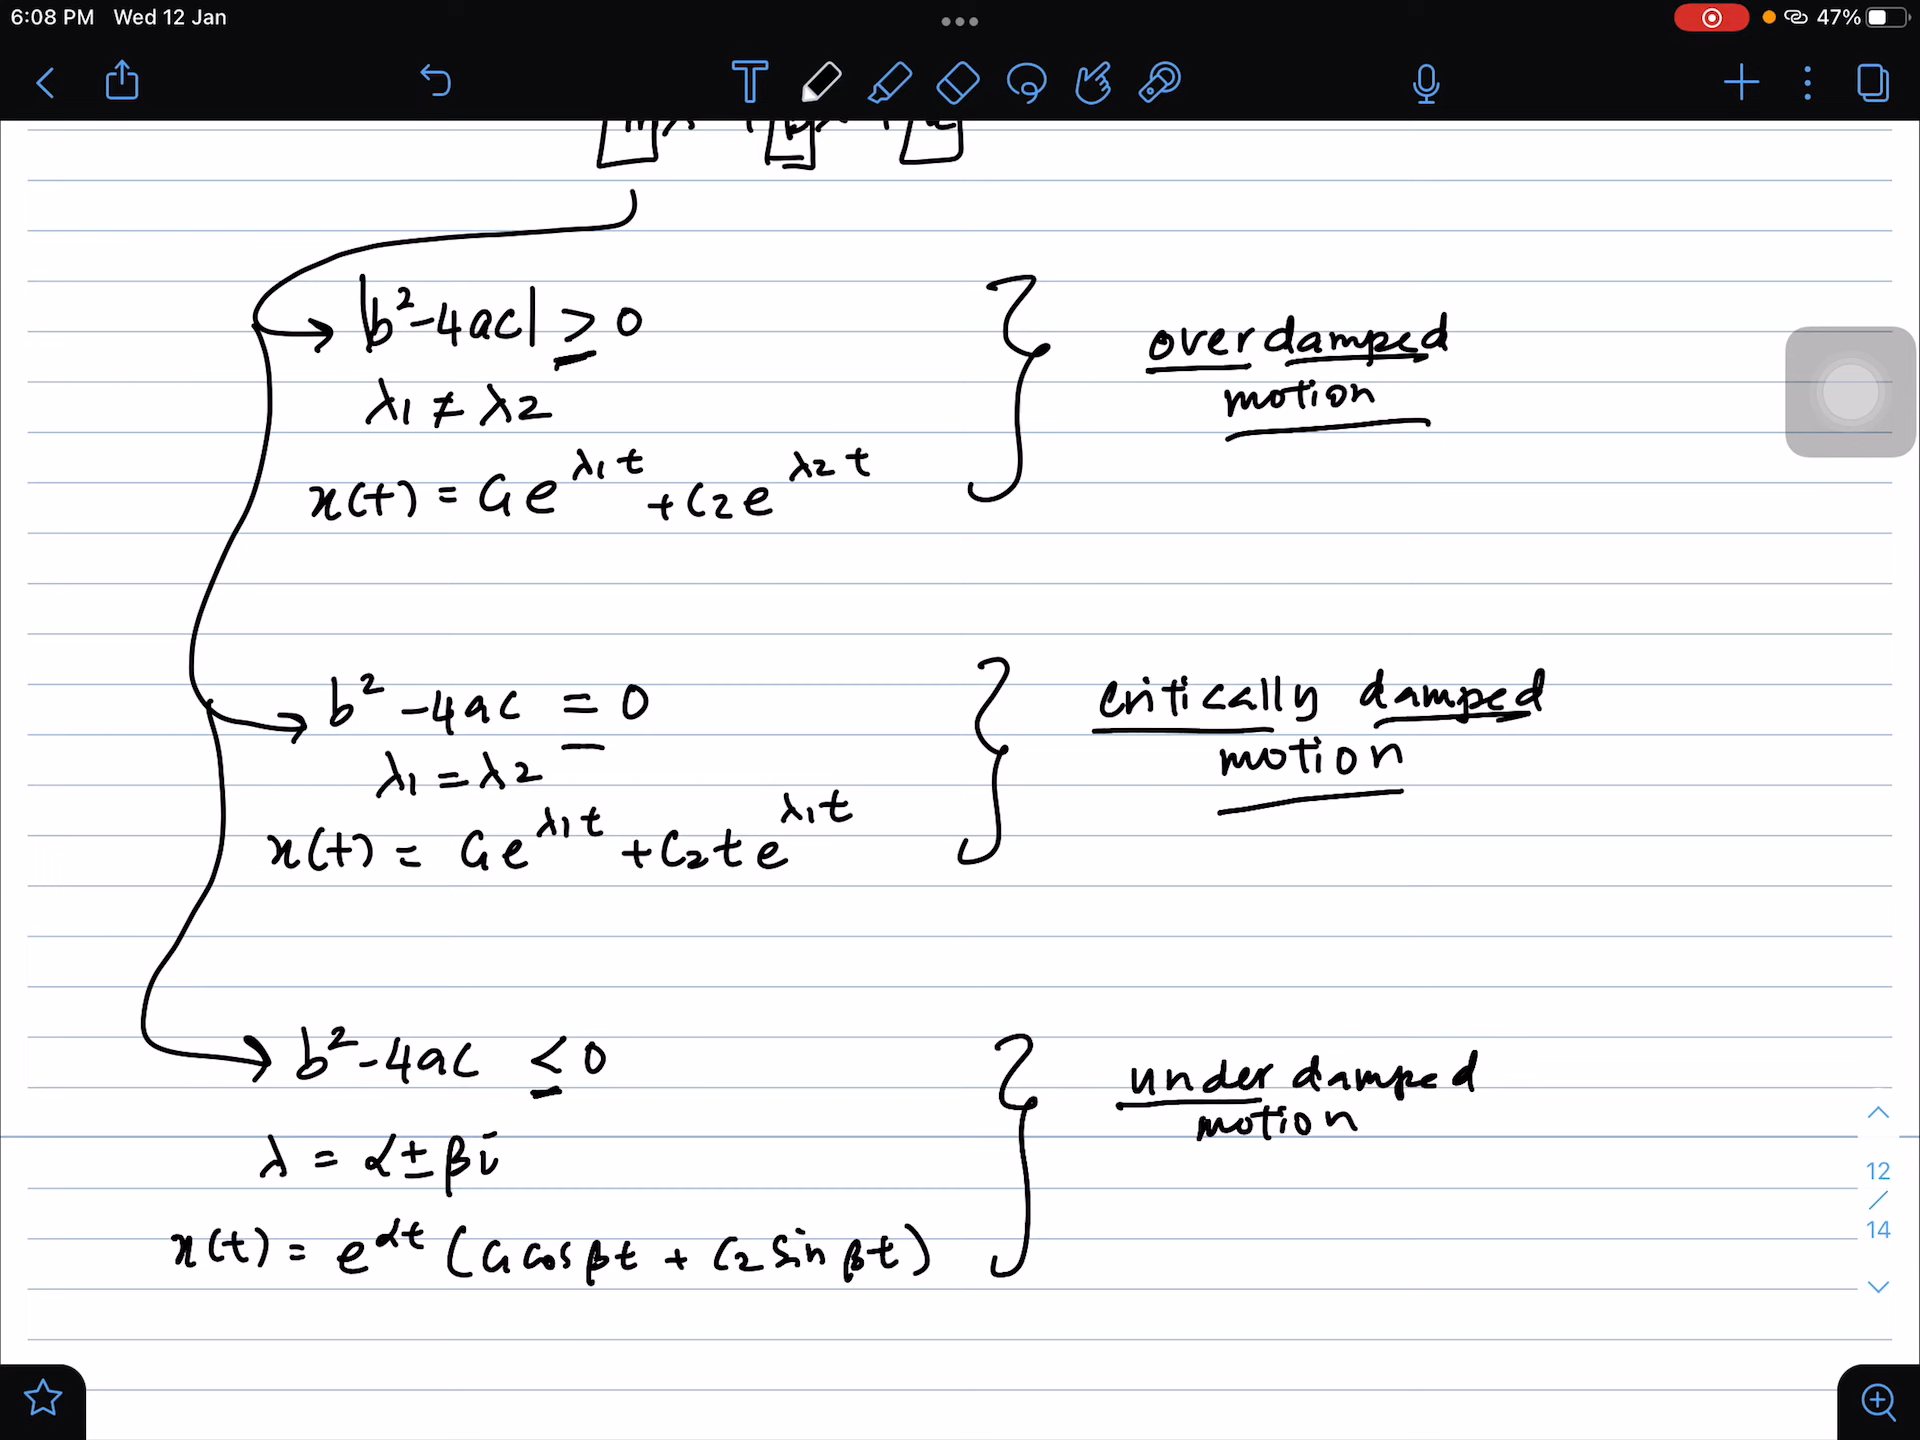 6:08 PM Wed 12 Jan
47%
|b²-4ac| > 0
λ1 ≠ λ2
x(t) = C1e^λ1t + C2e^λ2t
overdamped
motion
b² - 4ac = 0
λ1 = λ2
x(t) = C1e^λ1t + C2te^λ1t
critically damped
motion
b² - 4ac < 0
λ = α ± βi
x(t) = e^αt (C1 cos βt + C2 sin βt)
under damped
motion
12
/
14